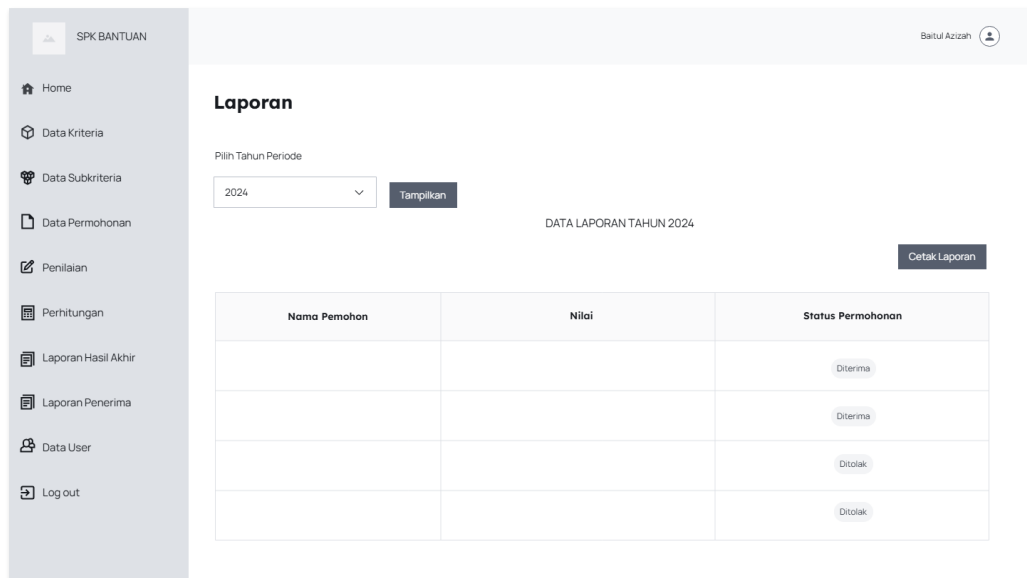 SPK BANTUAN
Baitul Azizah
Home
Data Kriteria
Data Subkriteria
Data Permohonan
Penilaian
Perhitungan
Laporan Hasil Akhir
Laporan Penerima
Data User
Log out
Laporan
Pilih Tahun Periode
2024
Tampilkan
DATA LAPORAN TAHUN 2024
Cetak Laporan
Nama Pemohon Nilai Status Permohonan
Diterima
Diterima
Ditolak
Ditolak